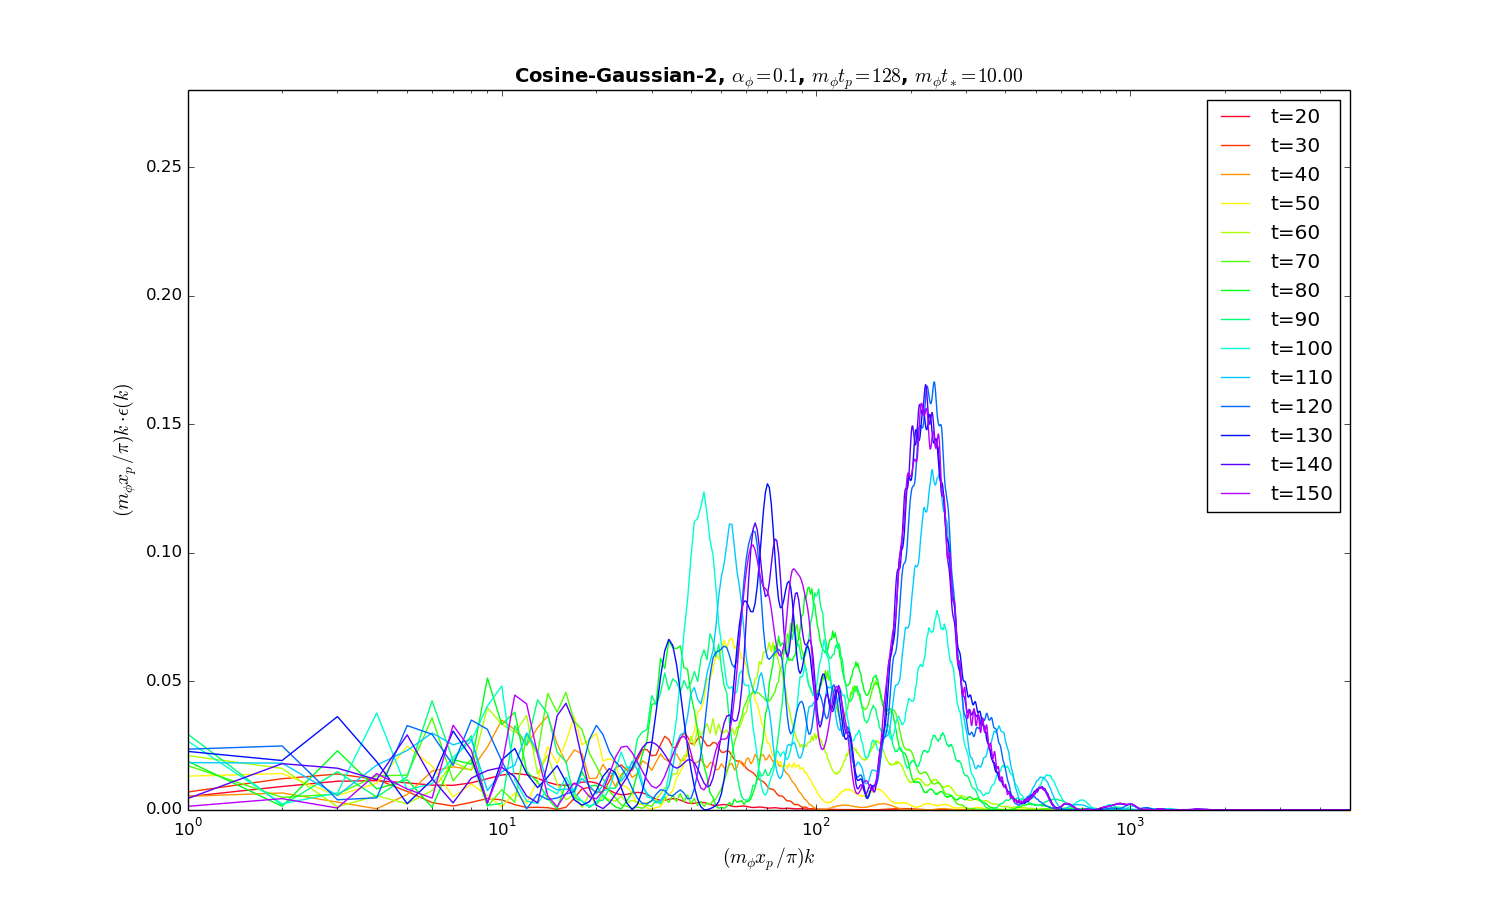 Cosine-Gaussian-2, $\alpha_\phi = 0.1$, $m_\phi t_p = 128$, $m_\phi t_* = 10.00$
t=20
t=30
t=40
t=50
t=60
t=70
t=80
t=90
t=100
t=110
t=120
t=130
t=140
t=150
0.25
0.20
0.15
0.10
0.05
0.00
$(m_\phi x_p/\pi)k \cdot \epsilon(k)$
$10^0$ $10^1$ $10^2$ $10^3$
$(m_\phi x_p/\pi)k$